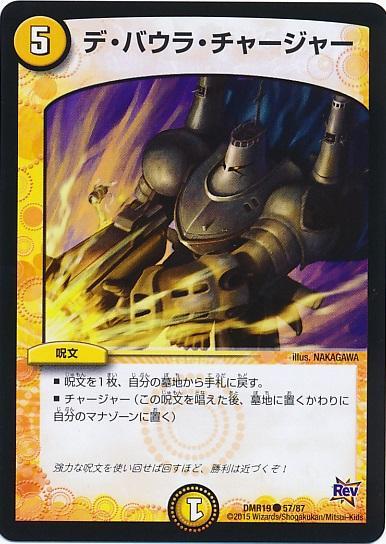 5
デ・バウラ・チャージャー
呪文
illus. NAKAGAWA
■ 呪文を1枚、自分の墓地から手札に戻す。
■ チャージャー(この呪文を唱えた後、墓地に置くかわりに
自分のマナゾーンに置く)
強力な呪文を使い回せば回すほど、勝利は近づくぞ!
1
Rev
DMR19 ● 57/87
©2015 Wizards/Shogakukan/Mitsui-Kids